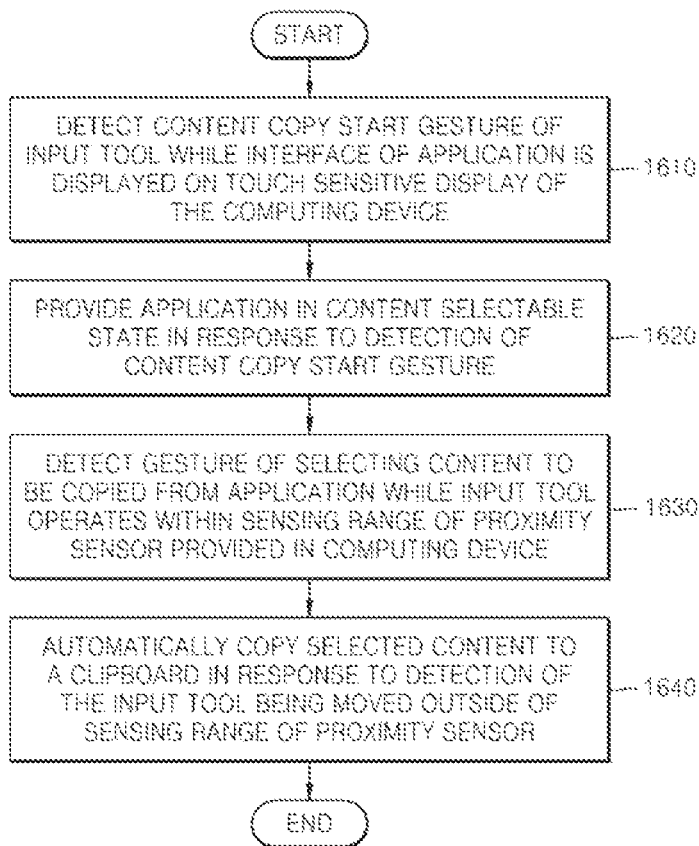 START
DETECT CONTENT COPY START GESTURE OF
INPUT TOOL WHILE INTERFACE OF APPLICATION IS
DISPLAYED ON TOUCH SENSITIVE DISPLAY OF
THE COMPUTING DEVICE
1610
PROVIDE APPLICATION IN CONTENT SELECTABLE
STATE IN RESPONSE TO DETECTION OF
CONTENT COPY START GESTURE
1620
DETECT GESTURE OF SELECTING CONTENT TO
BE COPIED FROM APPLICATION WHILE INPUT TOOL
OPERATES WITHIN SENSING RANGE OF PROXIMITY
SENSOR PROVIDED IN COMPUTING DEVICE
1630
AUTOMATICALLY COPY SELECTED CONTENT TO
A CLIPBOARD IN RESPONSE TO DETECTION OF
THE INPUT TOOL BEING MOVED OUTSIDE OF
SENSING RANGE OF PROXIMITY SENSOR
1640
END